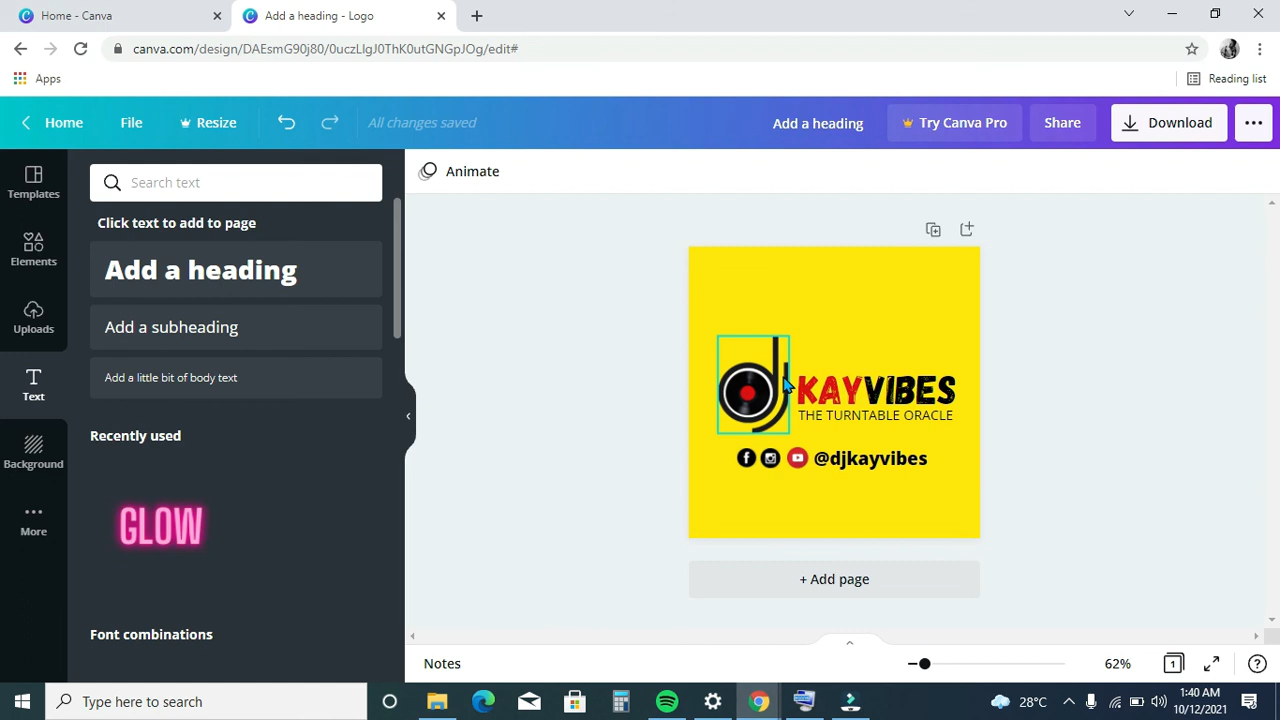 Home - Canva
Add a heading - Logo
canva.com/design/DAEsmG90j80/0uczLIgJ0ThK0utGNGpJOg/edit#
Apps
Reading list
Home
File
Resize
All changes saved
Add a heading
Try Canva Pro
Share
Download
Templates
Elements
Uploads
Text
Background
More
Search text
Click text to add to page
Add a heading
Add a subheading
Add a little bit of body text
Recently used
GLOW
Font combinations
Animate
KAYVIBES
THE TURNTABLE ORACLE
@djkayvibes
+ Add page
Notes
62%
1
Type here to search
28°C
1:40 AM
10/12/2021